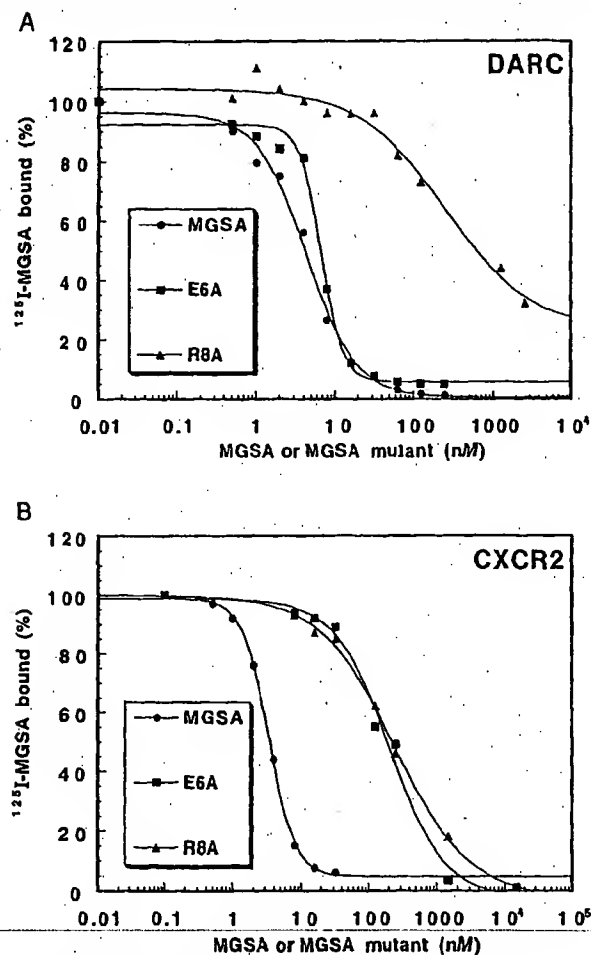 A
DARC
120
100
80
60
40
20
0
¹²⁵I-MGSA bound (%)
MGSA
E6A
R8A
0.01 0.1 1 10 100 1000 10⁴
MGSA or MGSA mutant (nM)
B
CXCR2
120
100
80
60
40
20
0
¹²⁵I-MGSA bound (%)
MGSA
E6A
R8A
0.01 0.1 1 10 100 1000 10⁴ 10⁵
MGSA or MGSA mutant (nM)